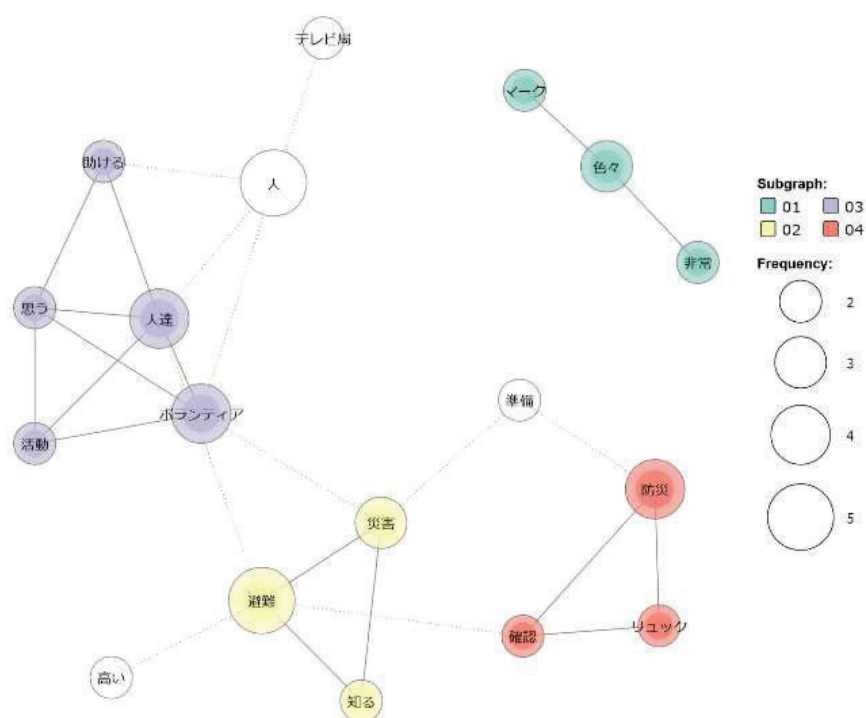 テレビ局
マーク
助ける
人
色々
非常
思う
人達
ボランティア
活動
準備
防災
災害
避難
確認
リュック
高い
知る
Subgraph:
01 03
02 04
Frequency:
2
3
4
5